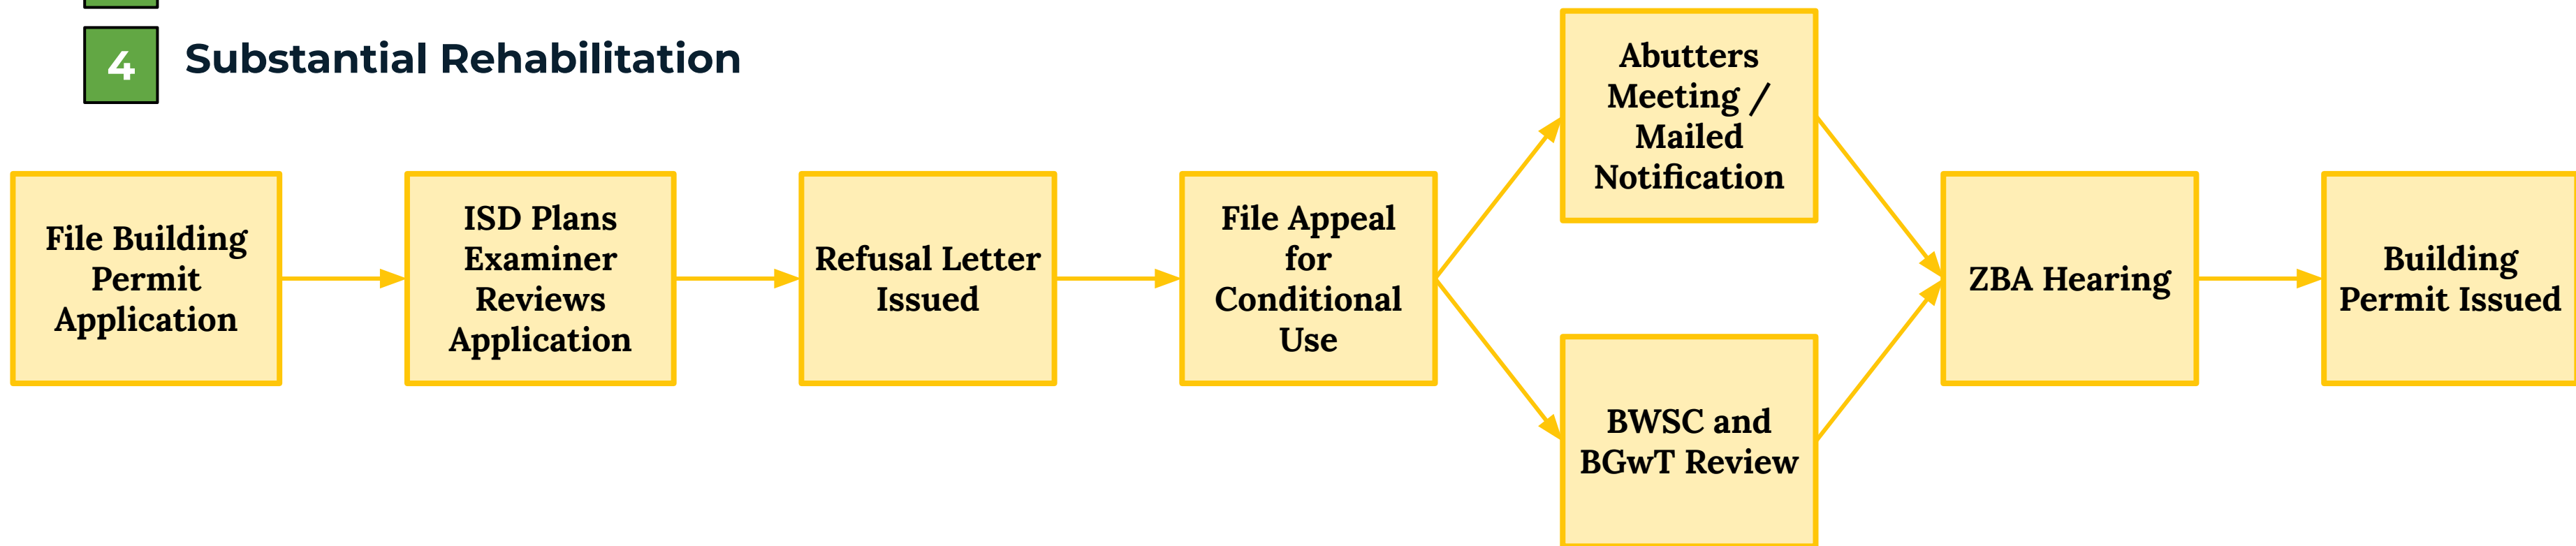 4
Substantial Rehabilitation
File Building
Permit
Application
ISD Plans
Examiner
Reviews
Application
Refusal Letter
Issued
File Appeal
for
Conditional
Use
Abutters
Meeting /
Mailed
Notification
BWSC and
BGwT Review
ZBA Hearing
Building
Permit Issued